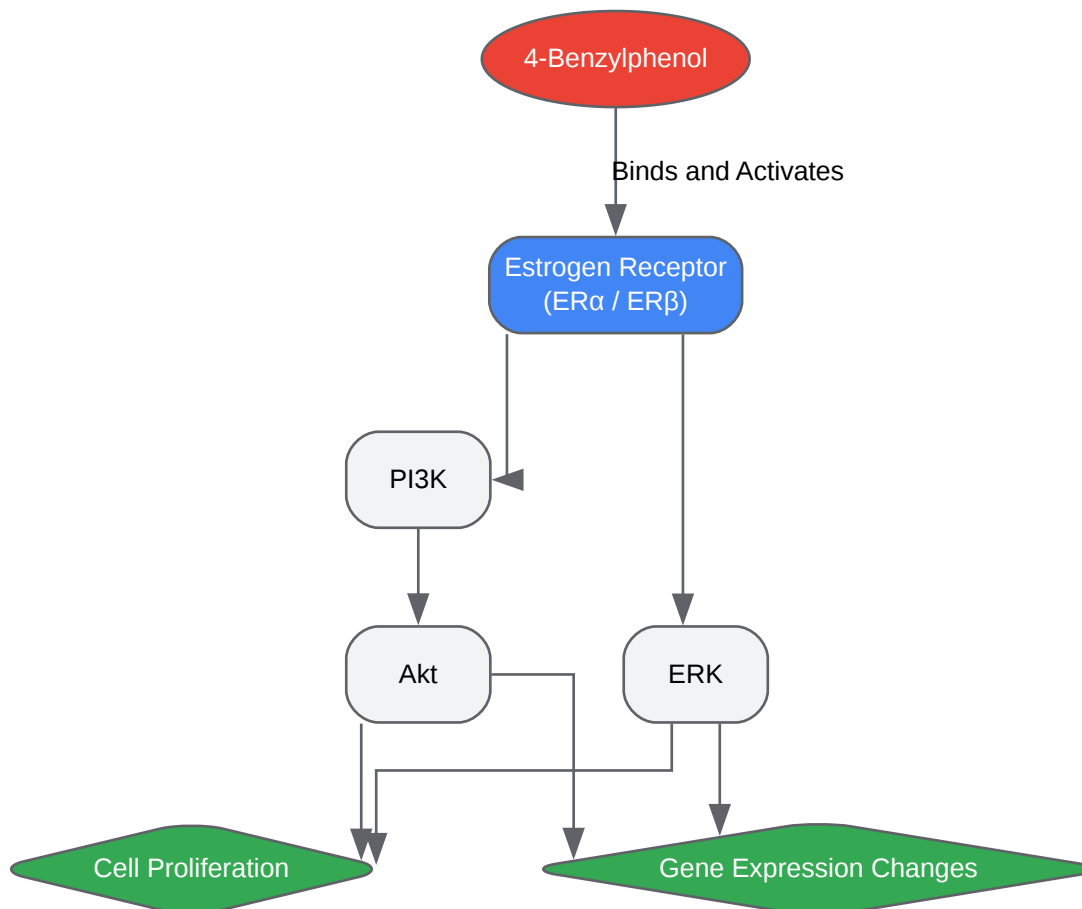 4-Benzylphenol
Binds and Activates
Estrogen Receptor
(ERα / ERβ)
PI3K
Akt
ERK
Cell Proliferation
Gene Expression Changes